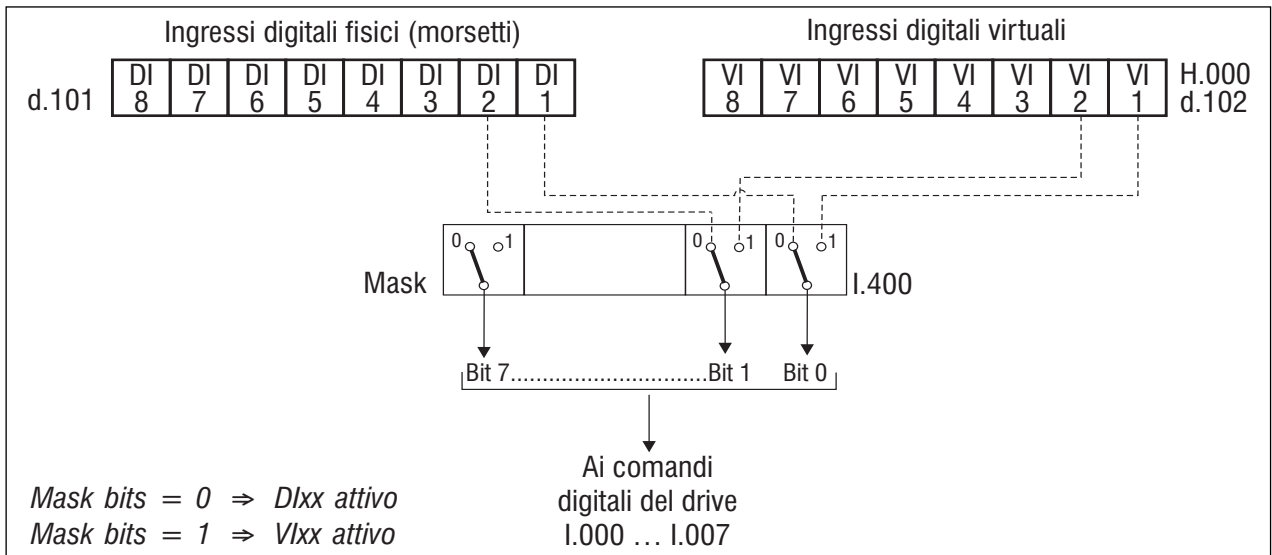 Ingressi digitali fisici (morsetti)
Ingressi digitali virtuali
d.101
DI 8 DI 7 DI 6 DI 5 DI 4 DI 3 DI 2 DI 1
VI 8 VI 7 VI 6 VI 5 VI 4 VI 3 VI 2 VI 1
H.000
d.102
Mask
0 1
0 1
0 1
I.400
Bit 7..............................Bit 1 Bit 0
Ai comandi
digitali del drive
I.000 ... I.007
Mask bits = 0 ⇒ DIxx attivo
Mask bits = 1 ⇒ VIxx attivo